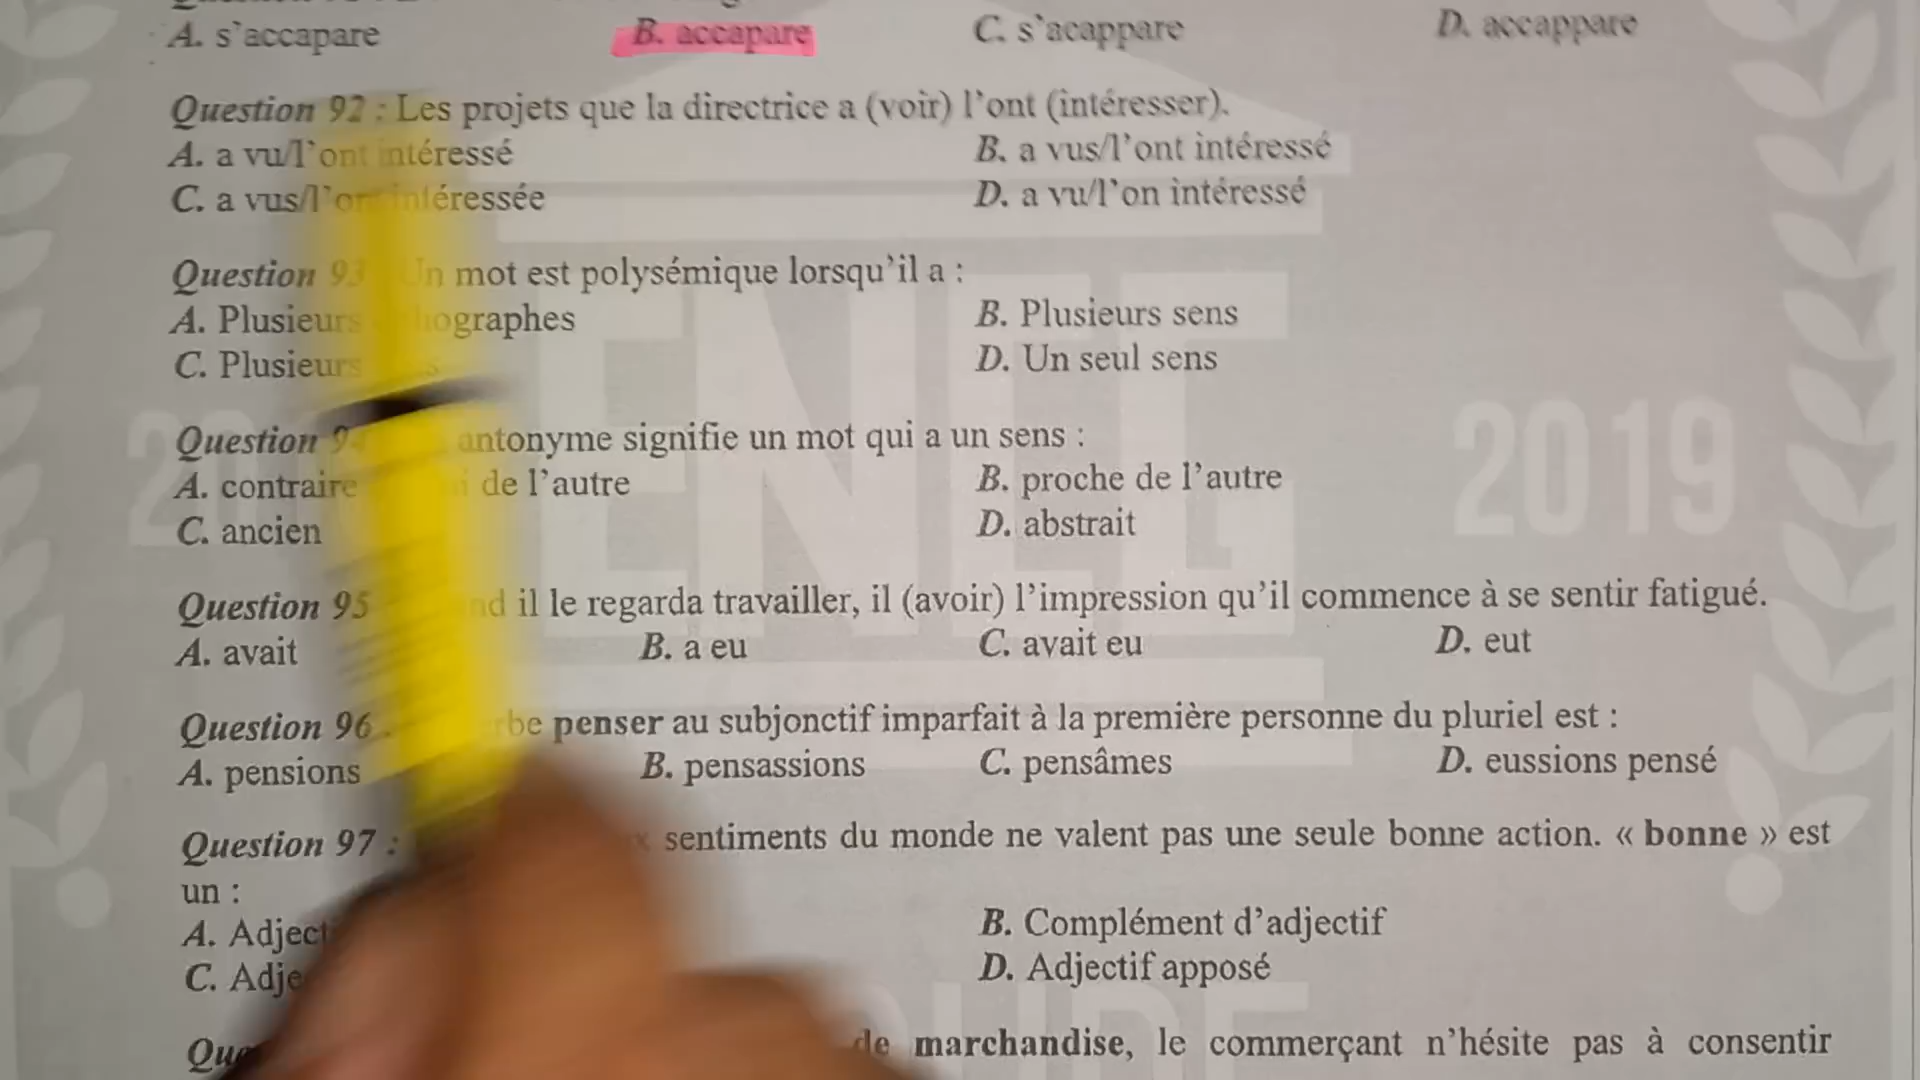 A. s'accapare B. accapare C. s'acappare D. accappare
Question 92 : Les projets que la directrice a (voir) l'ont (intéresser).
A. a vu/l'ont intéressé B. a vus/l'ont intéressé
C. a vus/l'ont intéressée D. a vu/l'on intéressé
Question 93 Un mot est polysémique lorsqu'il a :
A. Plusieurs B. Plusieurs sens
C. Plusieurs D. Un seul sens
Question 94 antonyme signifie un mot qui a un sens :
A. contraire de l'autre B. proche de l'autre
C. ancien D. abstrait
Question 95 il le regarda travailler, il (avoir) l'impression qu'il commence à se sentir fatigué.
A. avait B. a eu C. avait eu D. eut
Question 96 penser au subjonctif imparfait à la première personne du pluriel est :
A. pensions B. pensassions C. pensâmes D. eussions pensé
Question 97 : sentiments du monde ne valent pas une seule bonne action. « bonne » est
un :
A. B. Complément d'adjectif
C. D. Adjectif apposé
de marchandise, le commerçant n'hésite pas à consentir
ENCG
2019